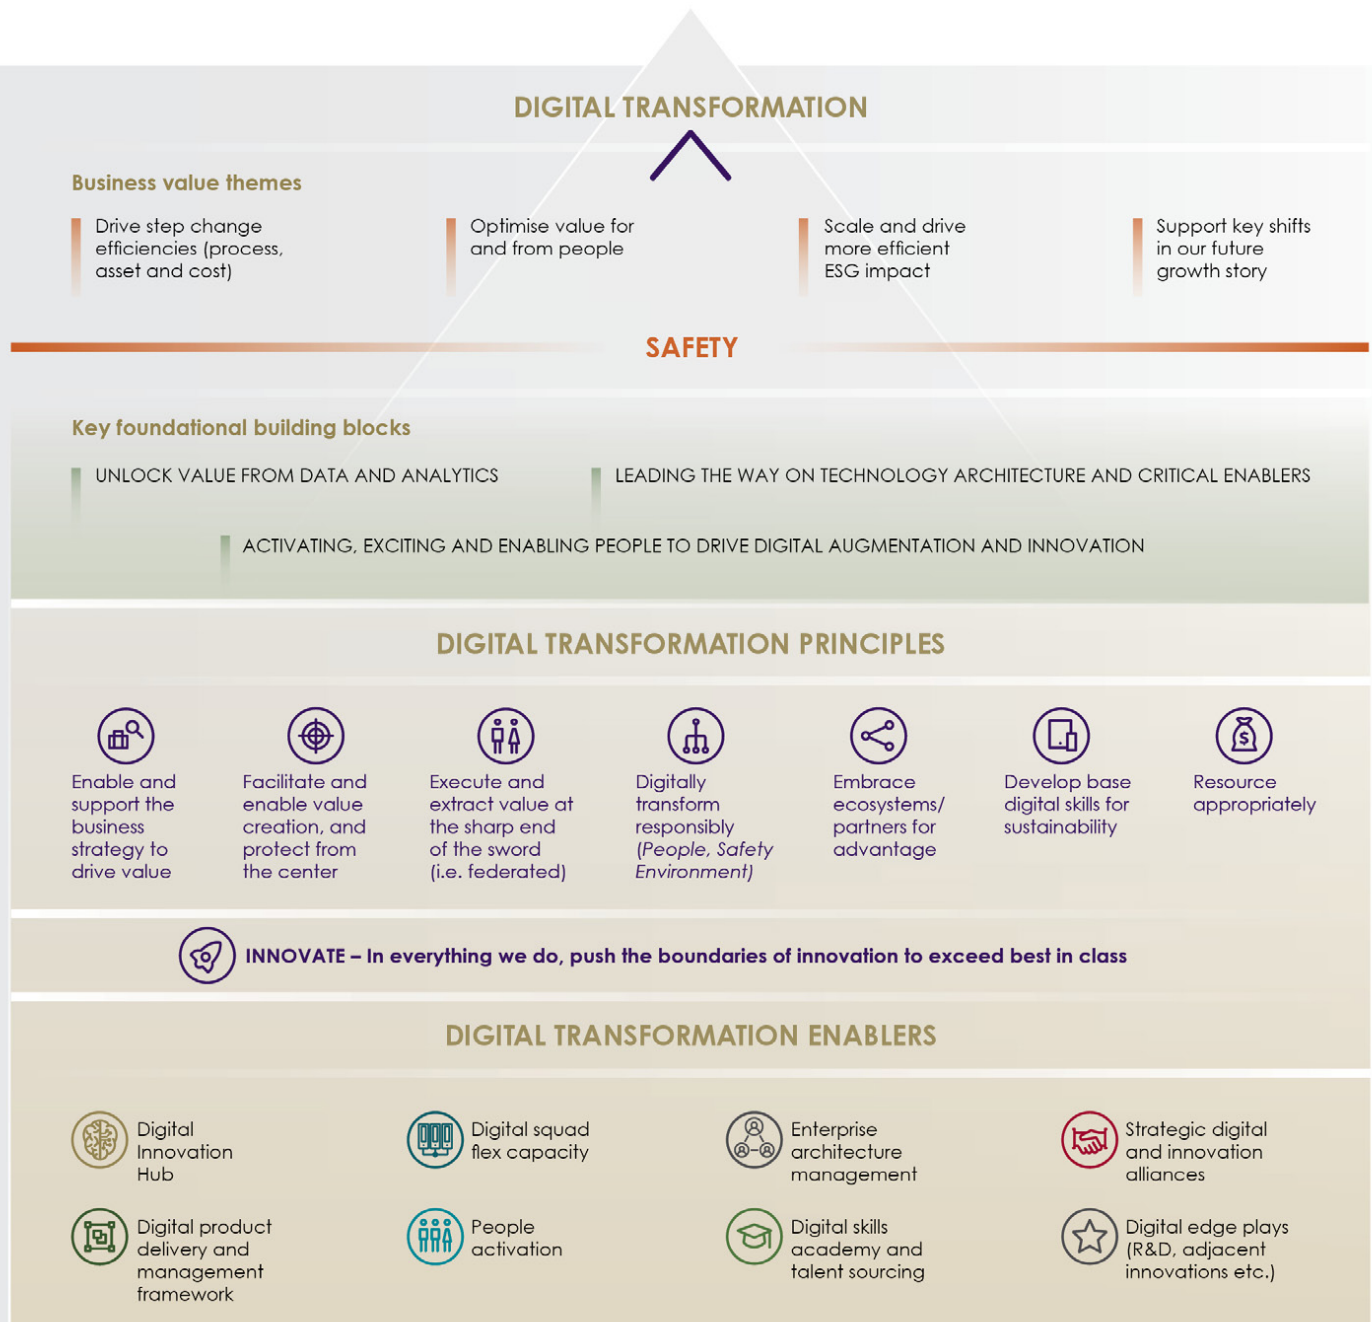 DIGITAL TRANSFORMATION
Business value themes
Drive step change
efficiencies (process,
asset and cost)
Optimise value for
and from people
Scale and drive
more efficient
ESG impact
Support key shifts
in our future
growth story
SAFETY
Key foundational building blocks
UNLOCK VALUE FROM DATA AND ANALYTICS
LEADING THE WAY ON TECHNOLOGY ARCHITECTURE AND CRITICAL ENABLERS
ACTIVATING, EXCITING AND ENABLING PEOPLE TO DRIVE DIGITAL AUGMENTATION AND INNOVATION
DIGITAL TRANSFORMATION PRINCIPLES
Enable and
support the
business
strategy to
drive value
Facilitate and
enable value
creation, and
protect from
the center
Execute and
extract value at
the sharp end
of the sword
(i.e. federated)
Digitally
transform
responsibly
(People, Safety
Environment)
Embrace
ecosystems/
partners for
advantage
Develop base
digital skills for
sustainability
$
Resource
appropriately
INNOVATE – In everything we do, push the boundaries of innovation to exceed best in class
DIGITAL TRANSFORMATION ENABLERS
Digital
Innovation
Hub
Digital squad
flex capacity
Enterprise
architecture
management
Strategic digital
and innovation
alliances
Digital product
delivery and
management
framework
People
activation
Digital skills
academy and
talent sourcing
Digital edge plays
(R&D, adjacent
innovations etc.)